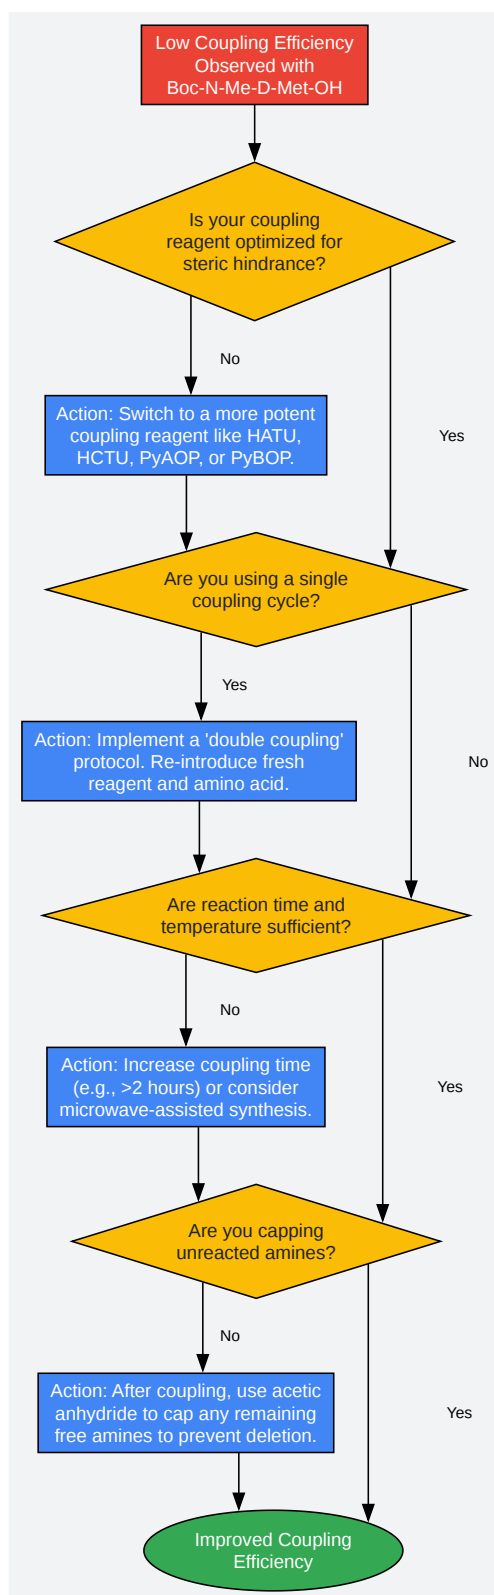 Low Coupling Efficiency
Observed with
Boc-N-Me-D-Met-OH
Is your coupling
reagent optimized for
steric hindrance?
No
Action: Switch to a more potent
coupling reagent like HATU,
HCTU, PyAOP, or PyBOP.
Yes
Are you using a single
coupling cycle?
Yes
Action: Implement a 'double coupling'
protocol. Re-introduce fresh
reagent and amino acid.
No
Are reaction time and
temperature sufficient?
No
Action: Increase coupling time
(e.g., >2 hours) or consider
microwave-assisted synthesis.
Yes
Are you capping
unreacted amines?
No
Action: After coupling, use acetic
anhydride to cap any remaining
free amines to prevent deletion.
Yes
Improved Coupling
Efficiency